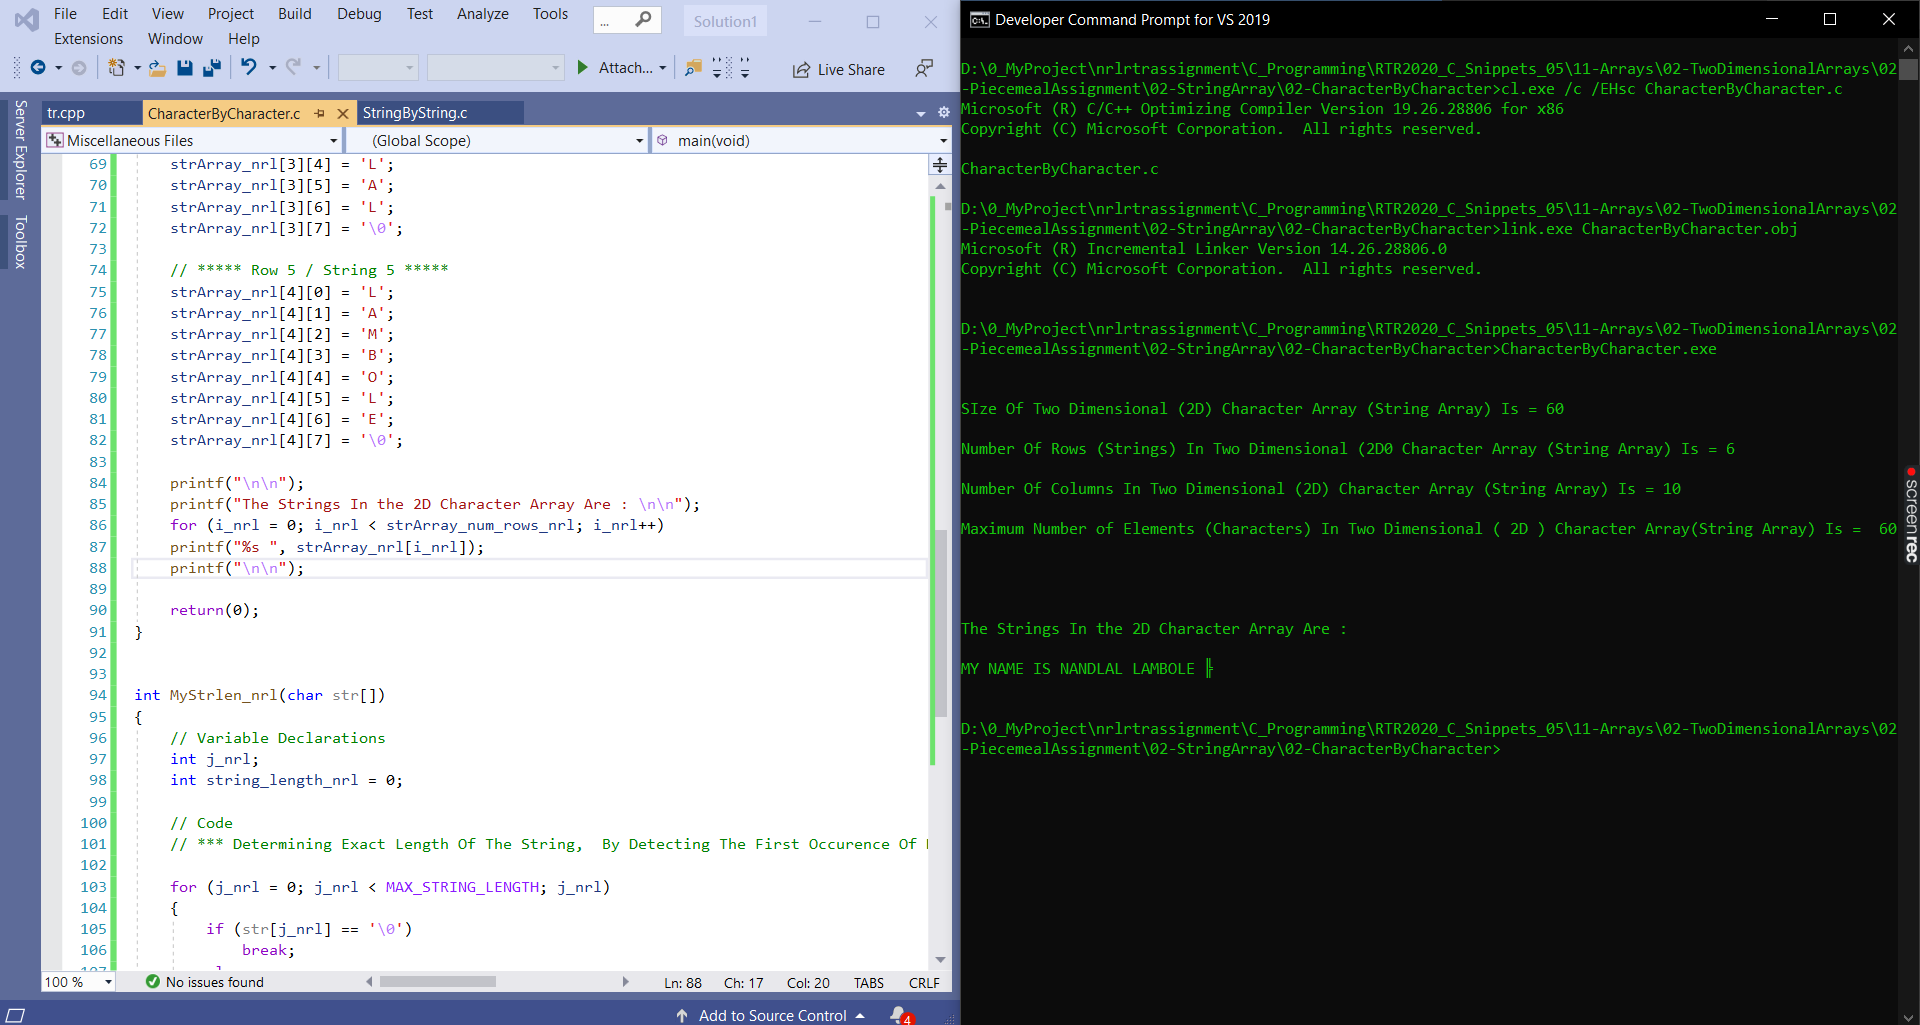 File Edit View Project Build Debug Test Analyze Tools ... Solution1
Extensions Window Help
Attach... Live Share
Server Explorer
Toolbox
tr.cpp CharacterByCharacter.c StringByString.c
Miscellaneous Files (Global Scope) main(void)
69 strArray_nrl[3][4] = 'L';
70 strArray_nrl[3][5] = 'A';
71 strArray_nrl[3][6] = 'L';
72 strArray_nrl[3][7] = '\0';
73
74 // ***** Row 5 / String 5 *****
75 strArray_nrl[4][0] = 'L';
76 strArray_nrl[4][1] = 'A';
77 strArray_nrl[4][2] = 'M';
78 strArray_nrl[4][3] = 'B';
79 strArray_nrl[4][4] = 'O';
80 strArray_nrl[4][5] = 'L';
81 strArray_nrl[4][6] = 'E';
82 strArray_nrl[4][7] = '\0';
83
84 printf("\n\n");
85 printf("The Strings In the 2D Character Array Are : \n\n");
86 for (i_nrl = 0; i_nrl < strArray_num_rows_nrl; i_nrl++)
87 printf("%s ", strArray_nrl[i_nrl]);
88 printf("\n\n");
89
90 return(0);
91 }
92
93
94 int MyStrlen_nrl(char str[])
95 {
96 // Variable Declarations
97 int j_nrl;
98 int string_length_nrl = 0;
99
100 // Code
101 // *** Determining Exact Length Of The String,  By Detecting The First Occurence Of
102
103 for (j_nrl = 0; j_nrl < MAX_STRING_LENGTH; j_nrl)
104 {
105 if (str[j_nrl] == '\0')
106 break;
100 % No issues found Ln: 88 Ch: 17 Col: 20 TABS CRLF
Add to Source Control 4
Developer Command Prompt for VS 2019
D:\0_MyProject\nrlrtrassignment\C_Programming\RTR2020_C_Snippets_05\11-Arrays\02-TwoDimensionalArrays\02
-PiecemealAssignment\02-StringArray\02-CharacterByCharacter>cl.exe /c /EHsc CharacterByCharacter.c
Microsoft (R) C/C++ Optimizing Compiler Version 19.26.28806 for x86
Copyright (C) Microsoft Corporation.  All rights reserved.
CharacterByCharacter.c
D:\0_MyProject\nrlrtrassignment\C_Programming\RTR2020_C_Snippets_05\11-Arrays\02-TwoDimensionalArrays\02
-PiecemealAssignment\02-StringArray\02-CharacterByCharacter>link.exe CharacterByCharacter.obj
Microsoft (R) Incremental Linker Version 14.26.28806.0
Copyright (C) Microsoft Corporation.  All rights reserved.
D:\0_MyProject\nrlrtrassignment\C_Programming\RTR2020_C_Snippets_05\11-Arrays\02-TwoDimensionalArrays\02
-PiecemealAssignment\02-StringArray\02-CharacterByCharacter>CharacterByCharacter.exe
SIze Of Two Dimensional (2D) Character Array (String Array) Is = 60
Number Of Rows (Strings) In Two Dimensional (2D0 Character Array (String Array) Is = 6
Number Of Columns In Two Dimensional (2D) Character Array (String Array) Is = 10
Maximum Number of Elements (Characters) In Two Dimensional ( 2D ) Character Array(String Array) Is =  60
The Strings In the 2D Character Array Are :
MY NAME IS NANDLAL LAMBOLE ╠
D:\0_MyProject\nrlrtrassignment\C_Programming\RTR2020_C_Snippets_05\11-Arrays\02-TwoDimensionalArrays\02
-PiecemealAssignment\02-StringArray\02-CharacterByCharacter>
screenrec